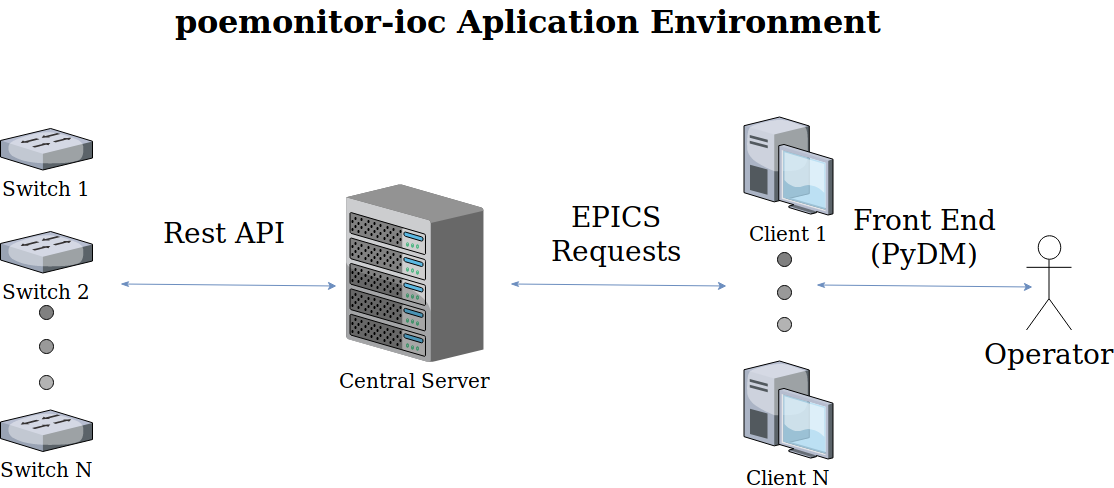 poemonitor-ioc Aplication Environment
Switch 1
Switch 2
Switch N
Rest API
Central Server
EPICS
Requests
Client 1
Client N
Front End
(PyDM)
Operator